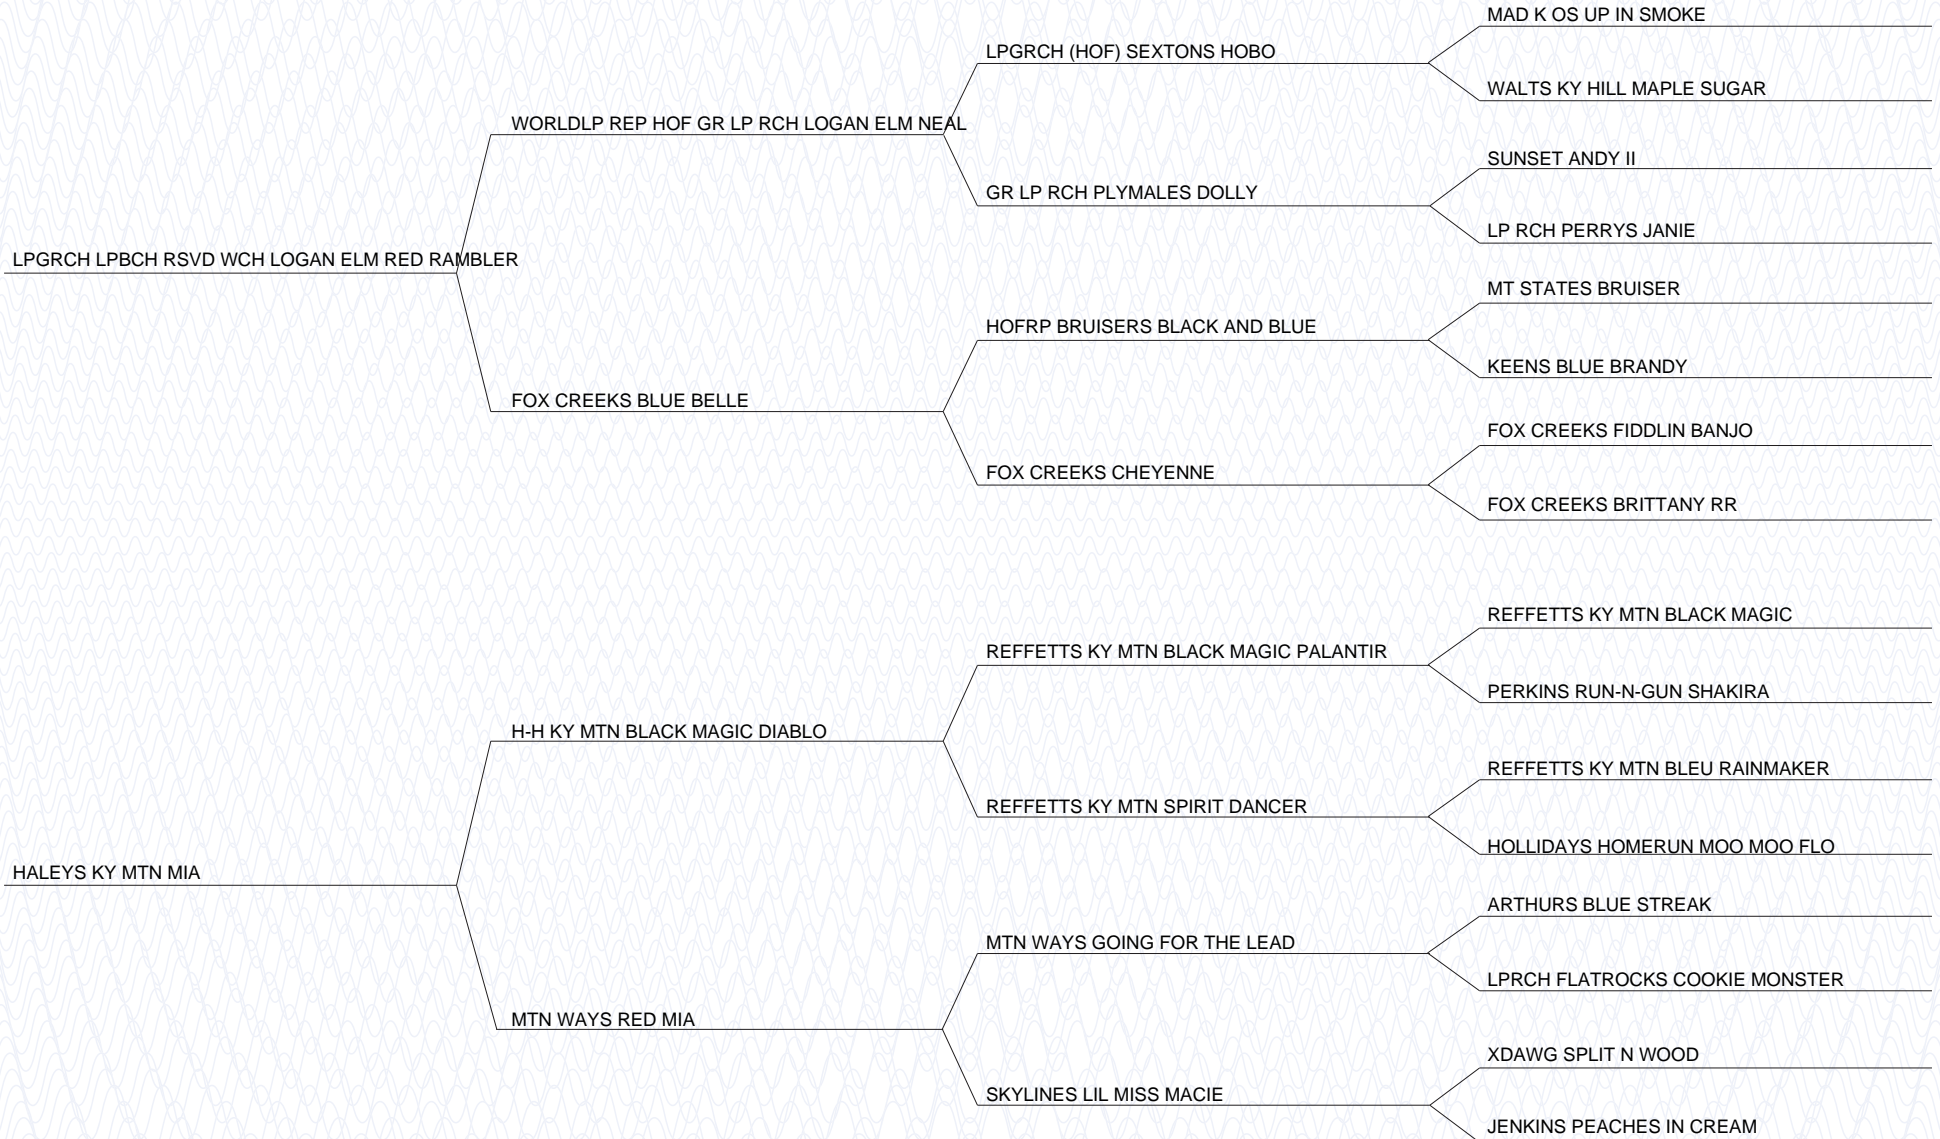 MAD K OS UP IN SMOKE
LPGRCH (HOF) SEXTONS HOBO
WALTS KY HILL MAPLE SUGAR
WORLDLP REP HOF GR LP RCH LOGAN ELM NEAL
SUNSET ANDY II
GR LP RCH PLYMALES DOLLY
LP RCH PERRYS JANIE
LPGRCH LPBCH RSVD WCH LOGAN ELM RED RAMBLER
MT STATES BRUISER
HOFRP BRUISERS BLACK AND BLUE
KEENS BLUE BRANDY
FOX CREEKS BLUE BELLE
FOX CREEKS FIDDLIN BANJO
FOX CREEKS CHEYENNE
FOX CREEKS BRITTANY RR
REFFETTS KY MTN BLACK MAGIC
REFFETTS KY MTN BLACK MAGIC PALANTIR
PERKINS RUN-N-GUN SHAKIRA
H-H KY MTN BLACK MAGIC DIABLO
REFFETTS KY MTN BLEU RAINMAKER
REFFETTS KY MTN SPIRIT DANCER
HOLLIDAYS HOMERUN MOO MOO FLO
HALEYS KY MTN MIA
ARTHURS BLUE STREAK
MTN WAYS GOING FOR THE LEAD
LPRCH FLATROCKS COOKIE MONSTER
MTN WAYS RED MIA
XDAWG SPLIT N WOOD
SKYLINES LIL MISS MACIE
JENKINS PEACHES IN CREAM